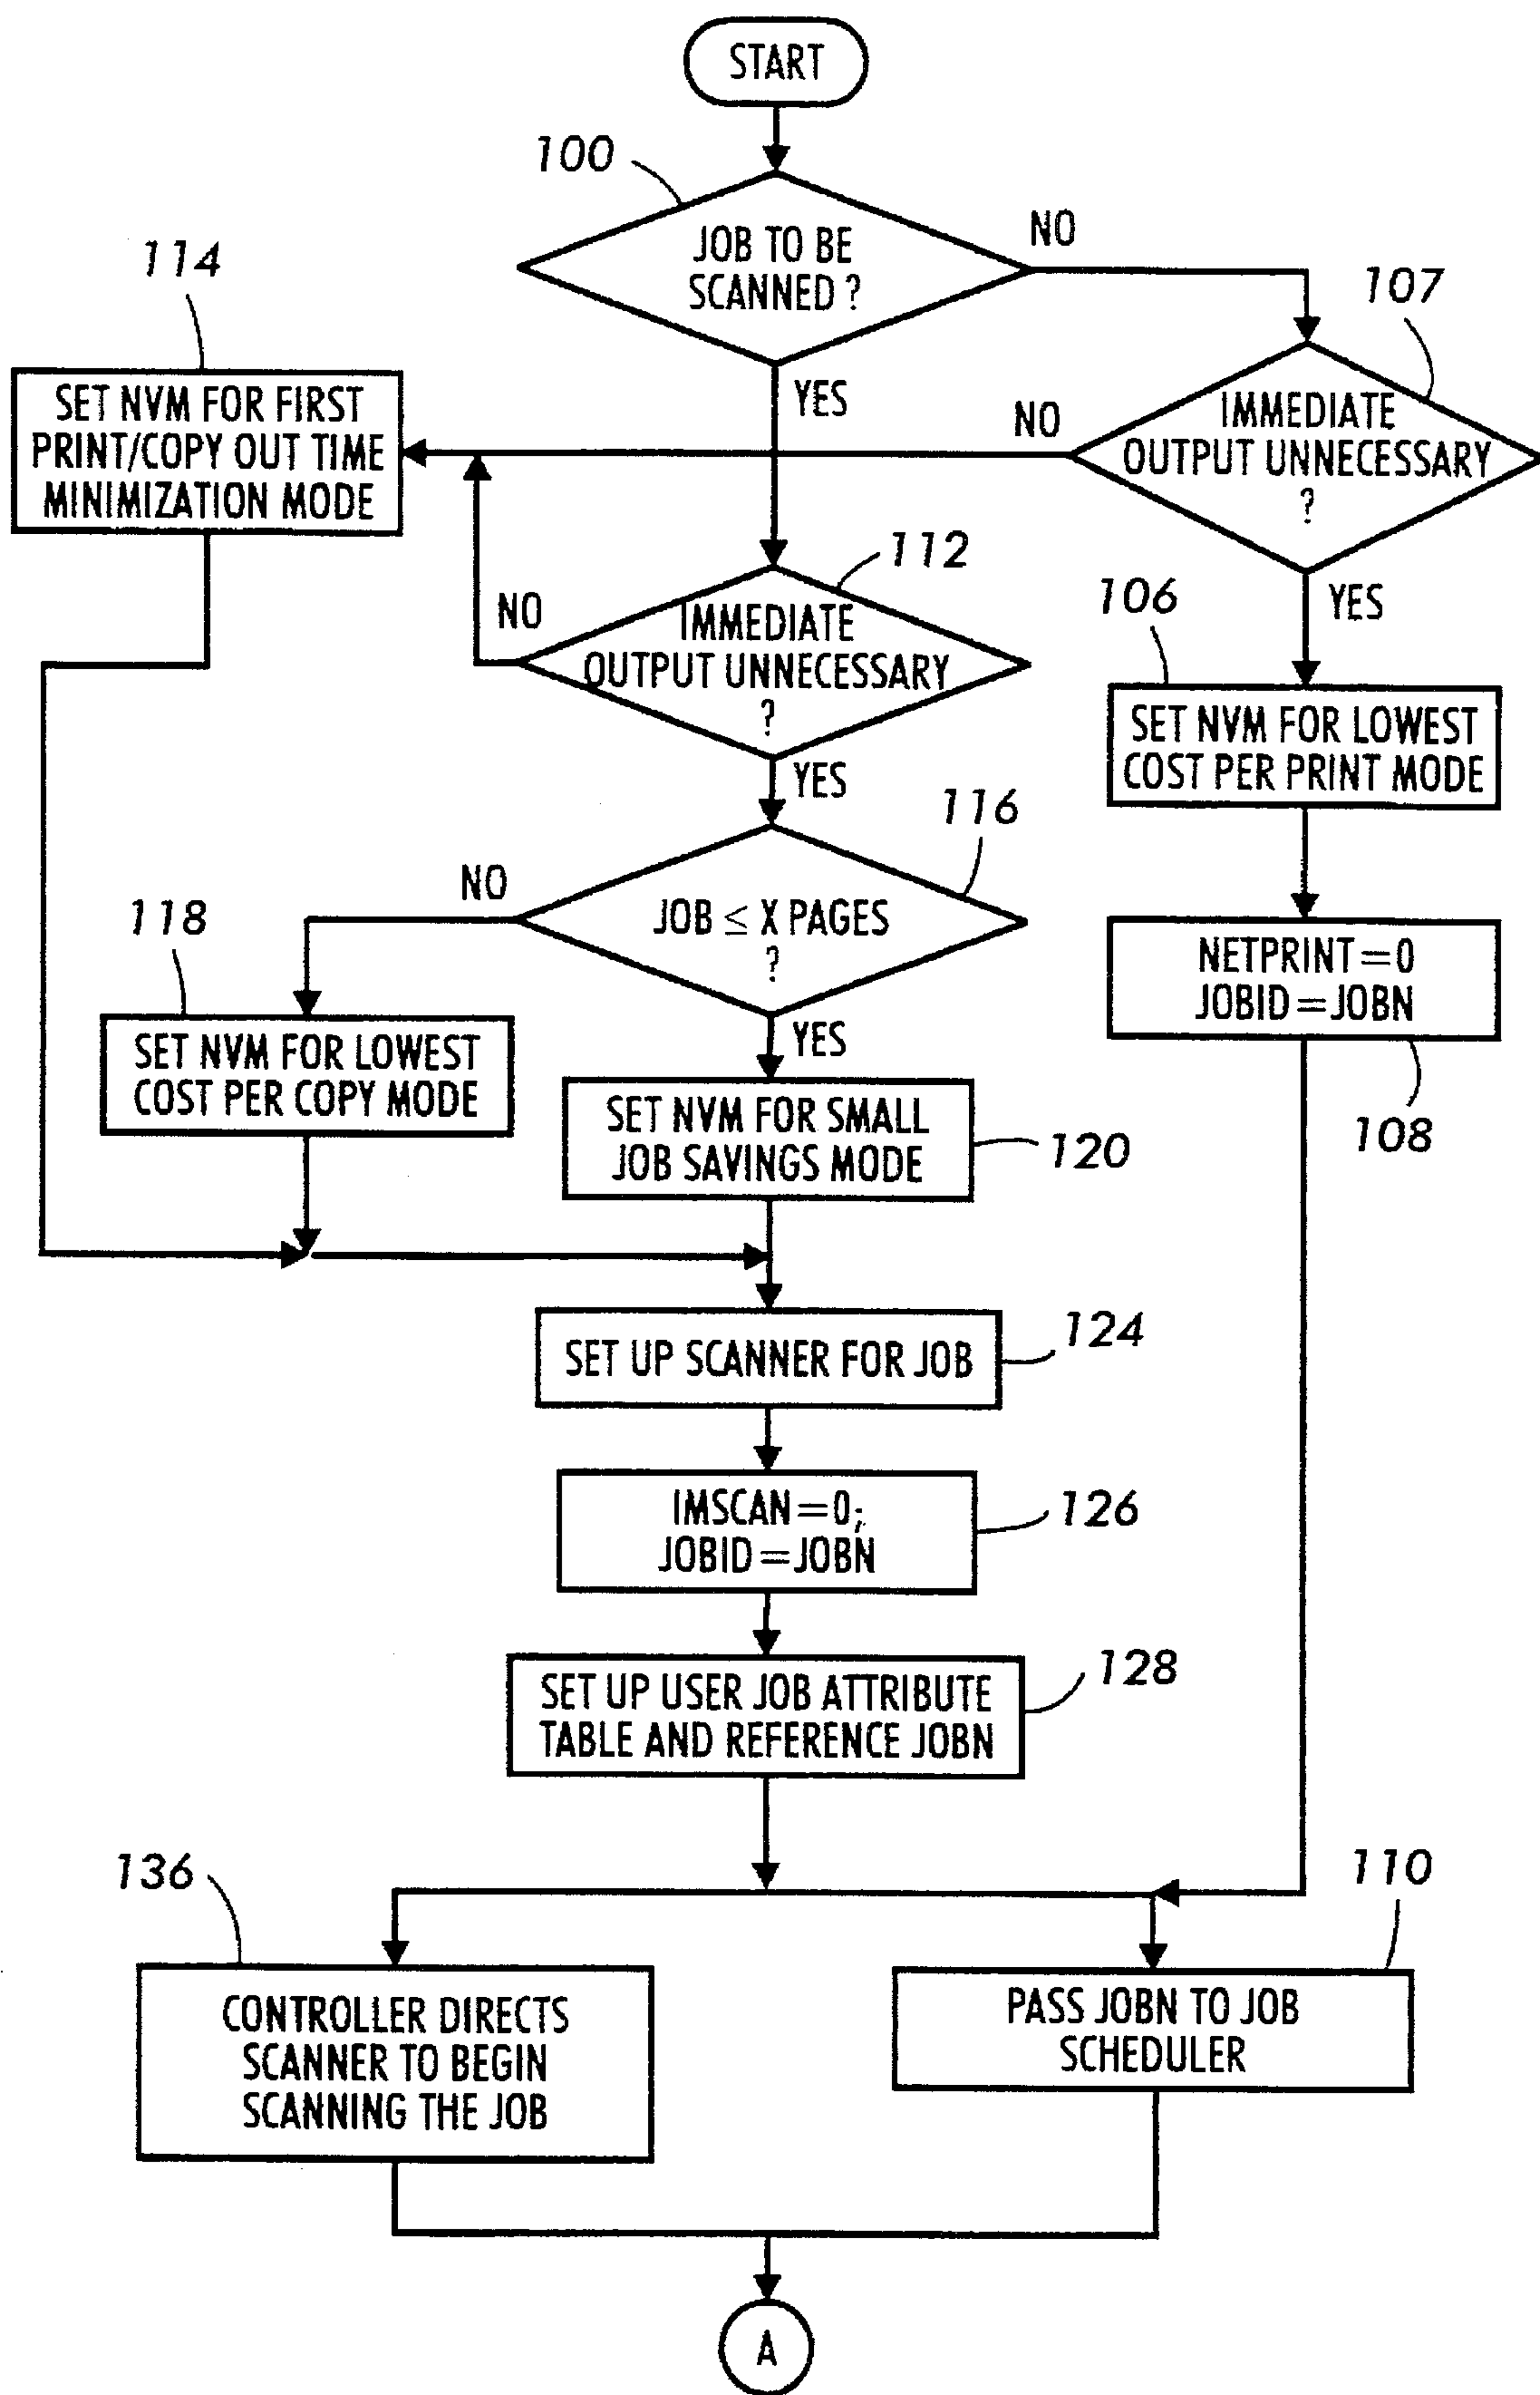 START
100
JOB TO BE
SCANNED ?
NO
YES
107
IMMEDIATE
OUTPUT UNNECESSARY
?
NO
YES
114
SET NVM FOR FIRST
PRINT/COPY OUT TIME
MINIMIZATION MODE
112
IMMEDIATE
OUTPUT UNNECESSARY
?
NO
YES
106
SET NVM FOR LOWEST
COST PER PRINT MODE
116
JOB ≤ X PAGES
?
NO
YES
NETPRINT=0
JOBID=JOBN
108
118
SET NVM FOR LOWEST
COST PER COPY MODE
SET NVM FOR SMALL
JOB SAVINGS MODE
120
SET UP SCANNER FOR JOB
124
IMSCAN=0;
JOBID=JOBN
126
SET UP USER JOB ATTRIBUTE
TABLE AND REFERENCE JOBN
128
136
CONTROLLER DIRECTS
SCANNER TO BEGIN
SCANNING THE JOB
110
PASS JOBN TO JOB
SCHEDULER
A